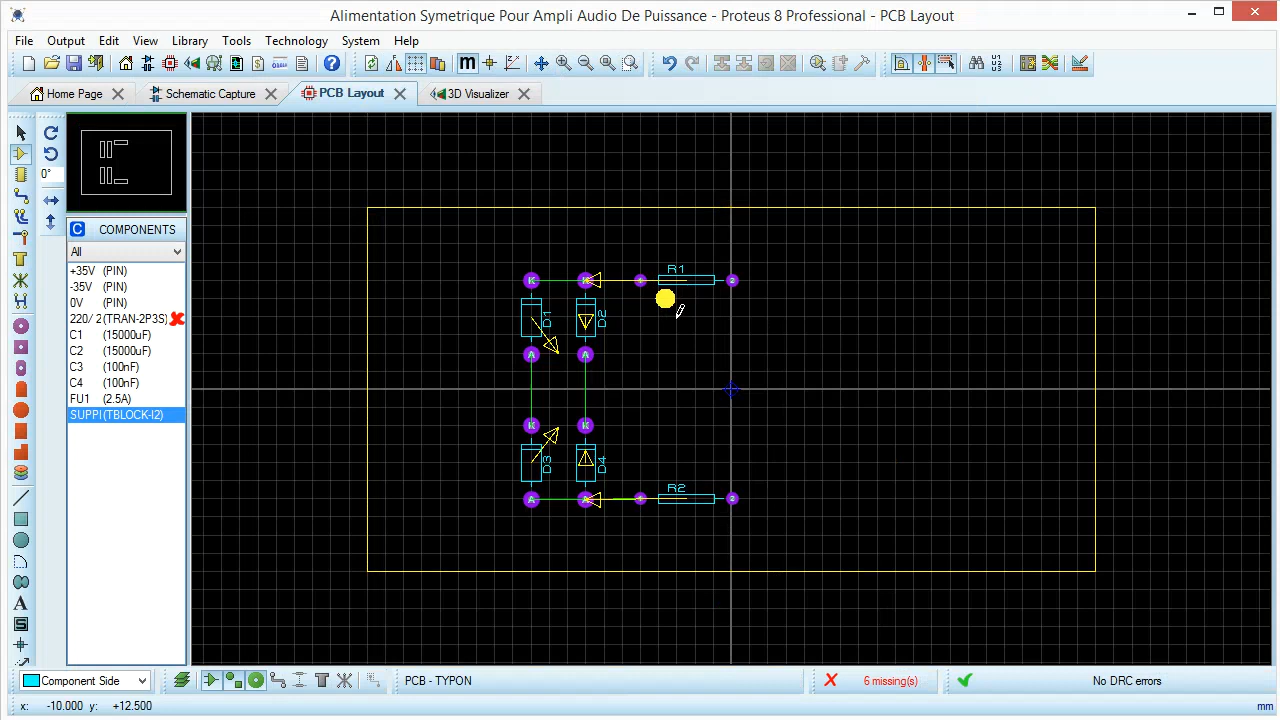 Alimentation Symetrique Pour Ampli Audio De Puissance - Proteus 8 Professional - PCB Layout
File Output Edit View Library Tools Technology System Help
Home Page Schematic Capture PCB Layout 3D Visualizer
0°
C COMPONENTS
All
+35V (PIN)
-35V (PIN)
0V (PIN)
220/ 2 (TRAN-2P3S)
C1 (15000uF)
C2 (15000uF)
C3 (100nF)
C4 (100nF)
FU1 (2.5A)
SUPPI (TBLOCK-I2)
R1
K K 2
D1 D2
A A
K K
D3 D4
R2
A A 2
Component Side PCB - TYPON 6 missing(s) No DRC errors
x: -10.000 y: +12.500 mm